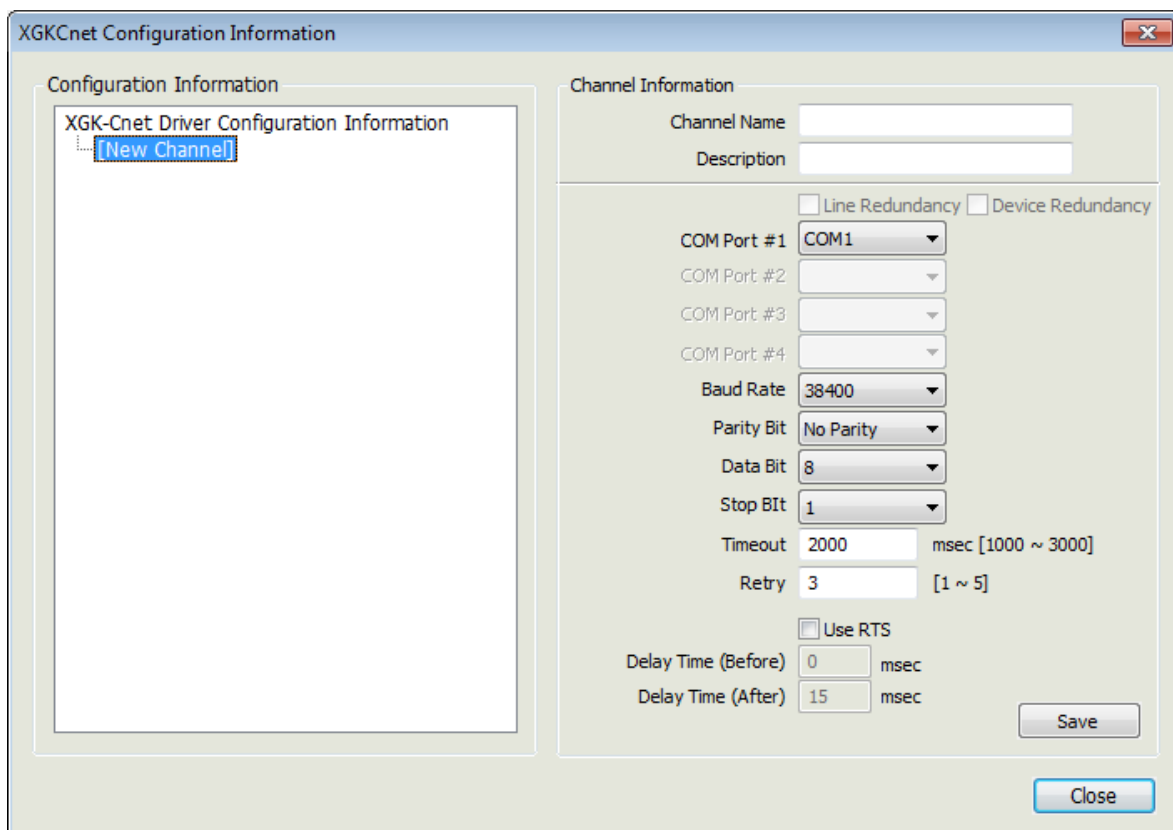 XGKCnet Configuration Information
Configuration Information
XGK-Cnet Driver Configuration Information
[New Channel]
Channel Information
Channel Name
Description
Line Redundancy Device Redundancy
COM Port #1 COM1
COM Port #2
COM Port #3
COM Port #4
Baud Rate 38400
Parity Bit No Parity
Data Bit 8
Stop BIt 1
Timeout 2000 msec [1000 ~ 3000]
Retry 3 [1 ~ 5]
Use RTS
Delay Time (Before) 0 msec
Delay Time (After) 15 msec
Save
Close